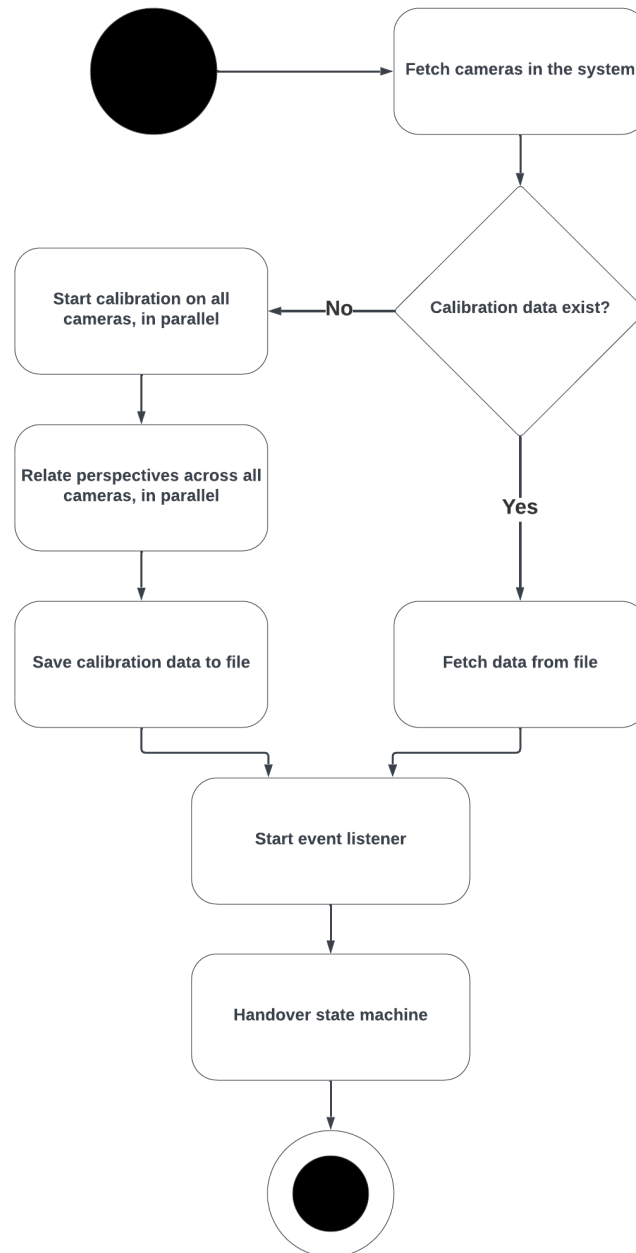 Fetch cameras in the system
Calibration data exist?
No
Start calibration on all
cameras, in parallel
Relate perspectives across all
cameras, in parallel
Yes
Save calibration data to file
Fetch data from file
Start event listener
Handover state machine